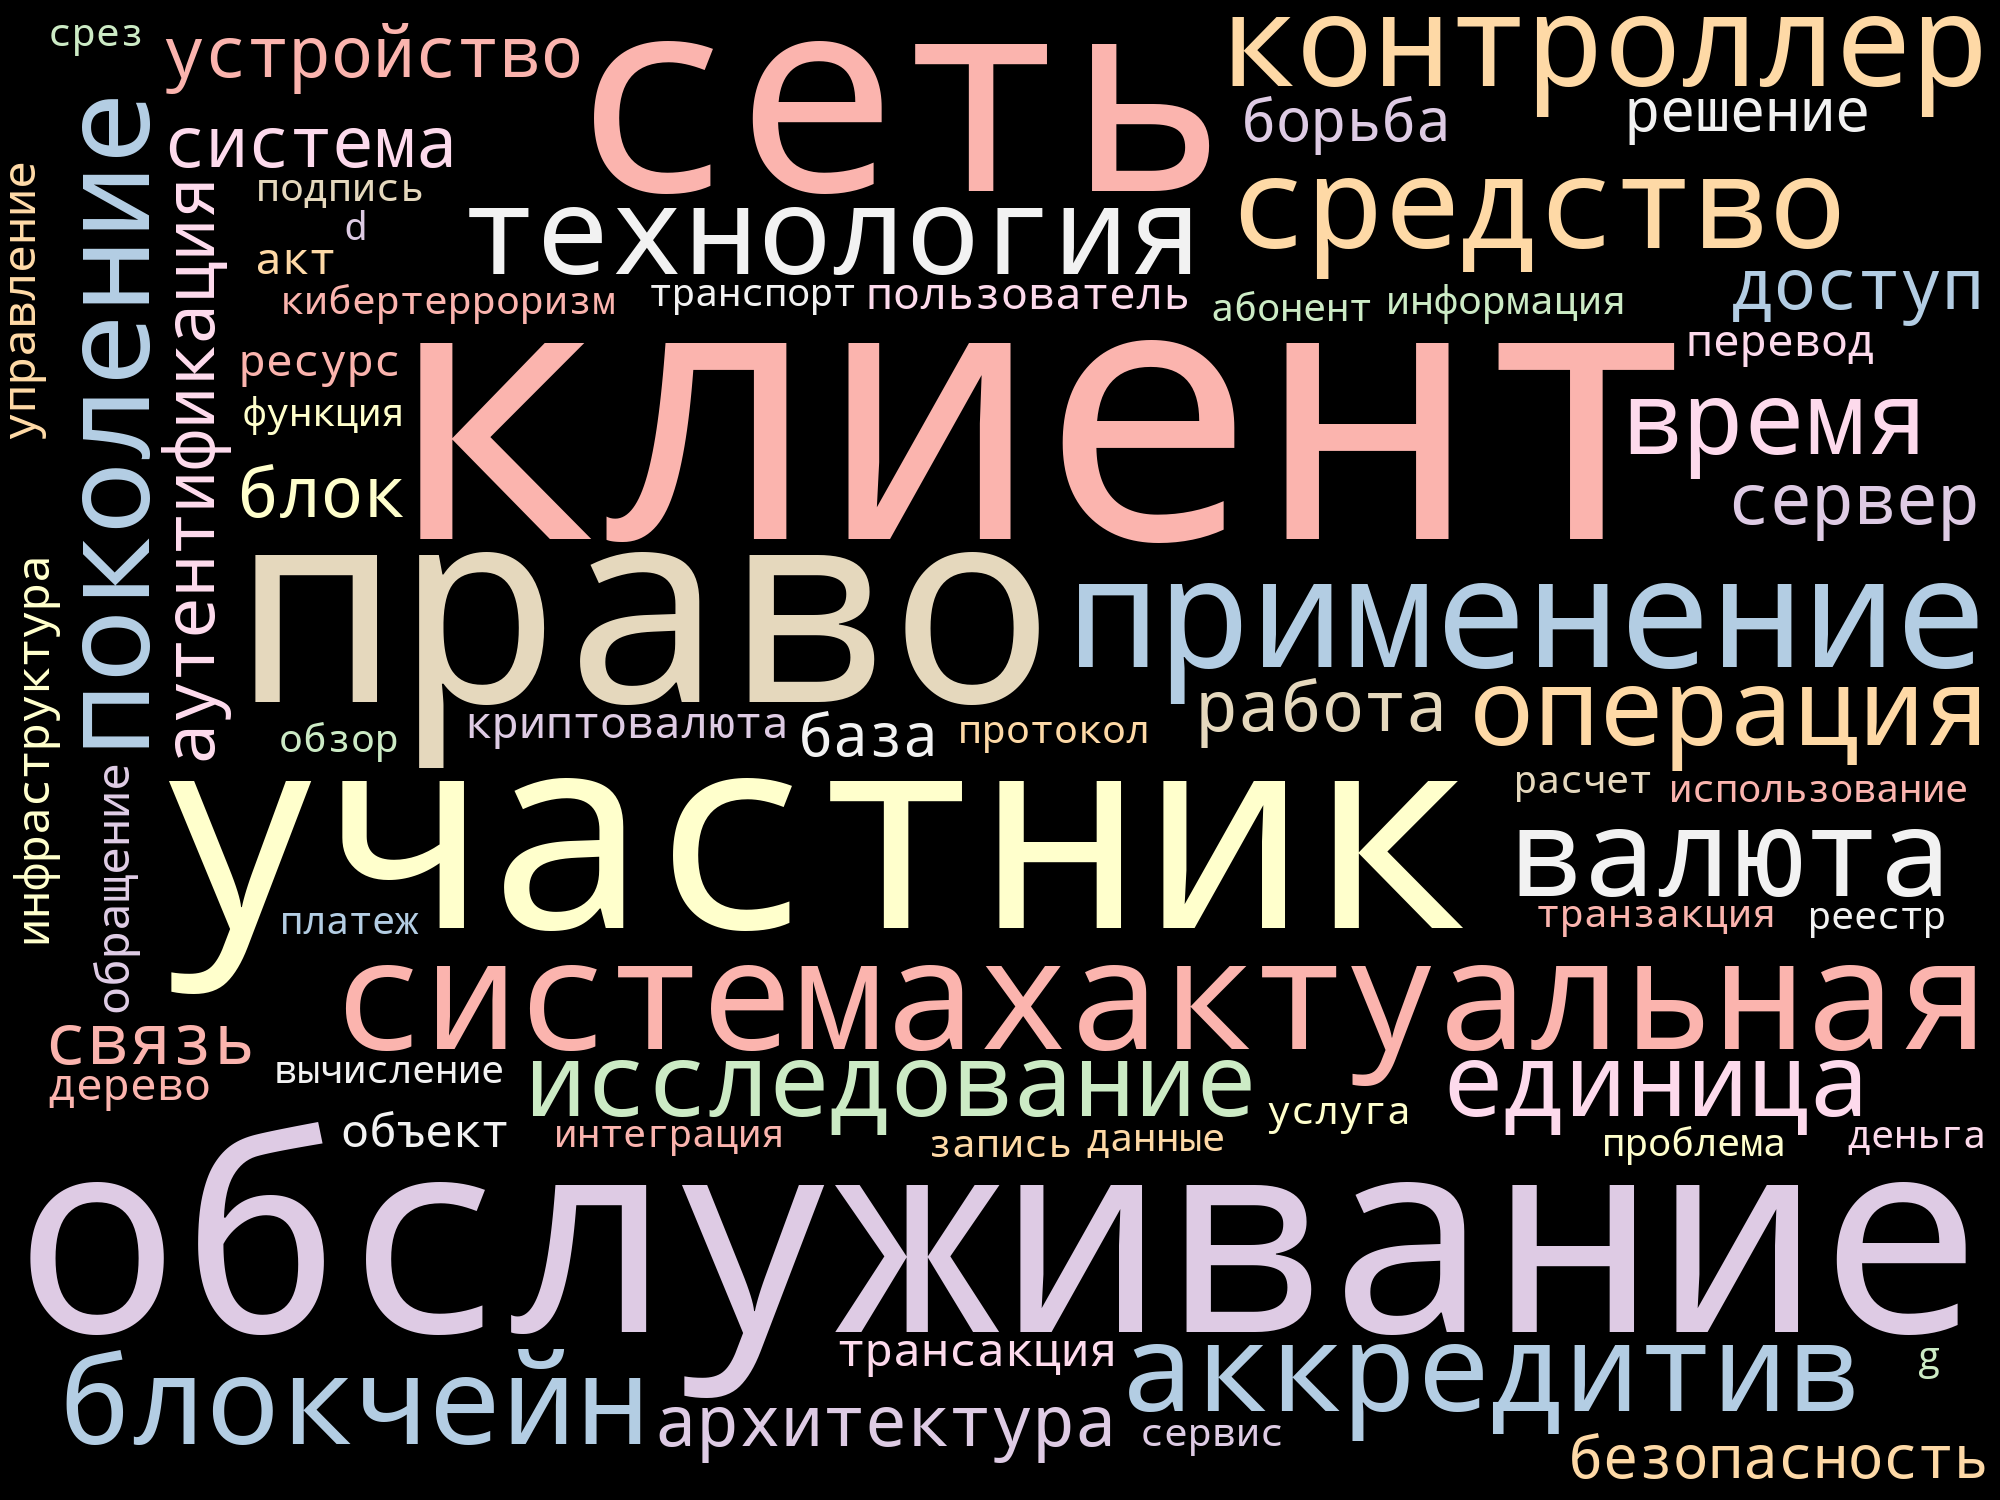 срез
устройство
сеть
контроллер
борьба
решение
система
подпись
d
акт
технология
средство
доступ
управление
поколение
аутентификация
кибертерроризм
транспорт
пользователь
абонент
информация
перевод
ресурс
функция
клиент
время
сервер
блок
право
применение
работа
операция
инфраструктура
обзор
криптовалюта
база
протокол
расчет
использование
обращение
участник
валюта
платеж
транзакция
реестр
системахактуальная
связь
дерево
вычисление
исследование
единица
услуга
объект
интеграция
запись
данные
проблема
деньга
обслуживание
трансакция
аккредитив
g
блокчейн
архитектура
сервис
безопасность